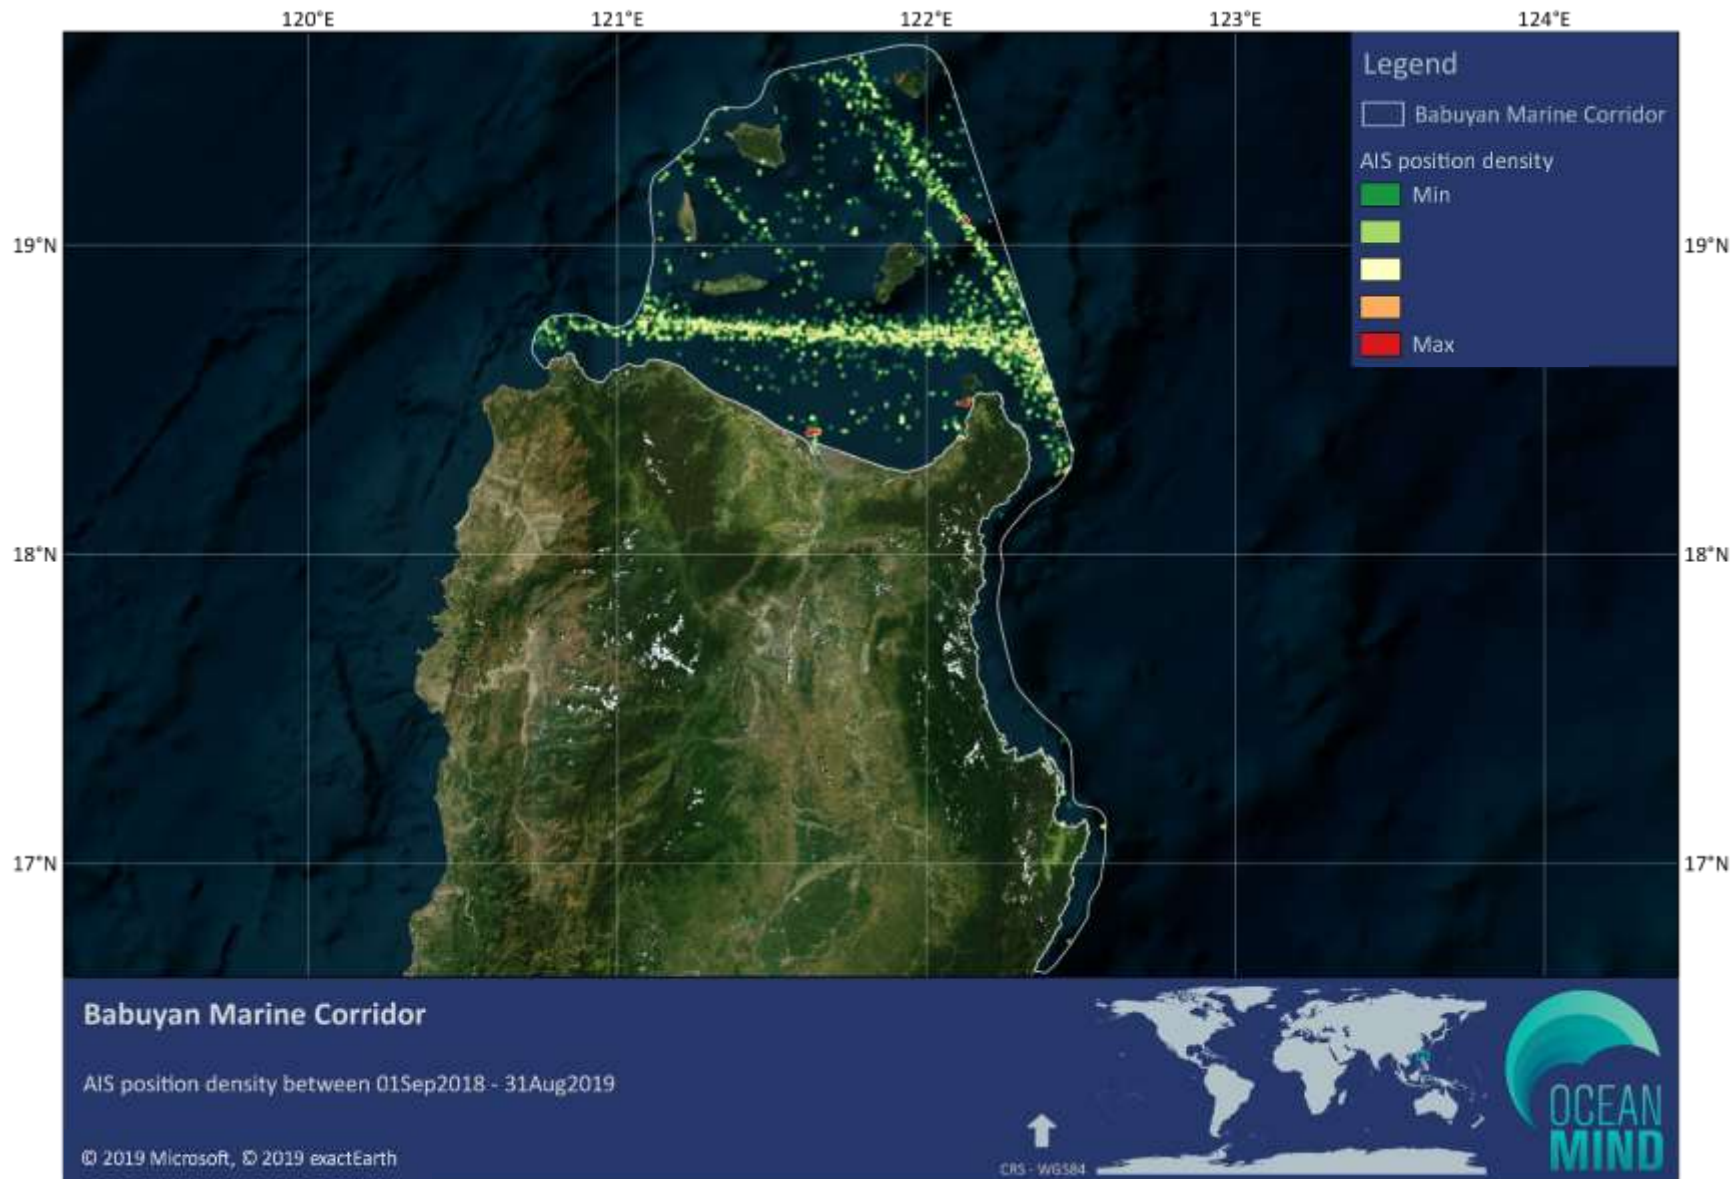 120°E 121°E 122°E 123°E 124°E
Legend
Babuyan Marine Corridor
AIS position density
Min
Max
19°N 19°N
18°N 18°N
17°N 17°N
Babuyan Marine Corridor
AIS position density between 01Sep2018 - 31Aug2019
© 2019 Microsoft, © 2019 exactEarth
CRS - WGS84
OCEAN
MIND